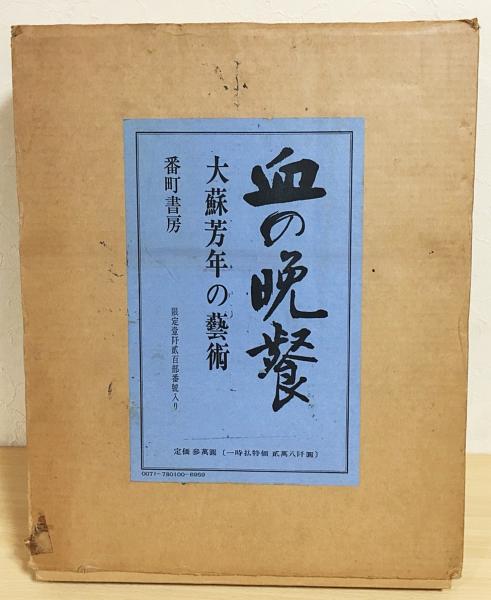 血の晩餐
大蘇芳年の藝術
番町書房
限定壹阡貳百部番號入り
定価 參萬圓 〔一時払特価 貳萬八阡圓〕
0071-780100-6959